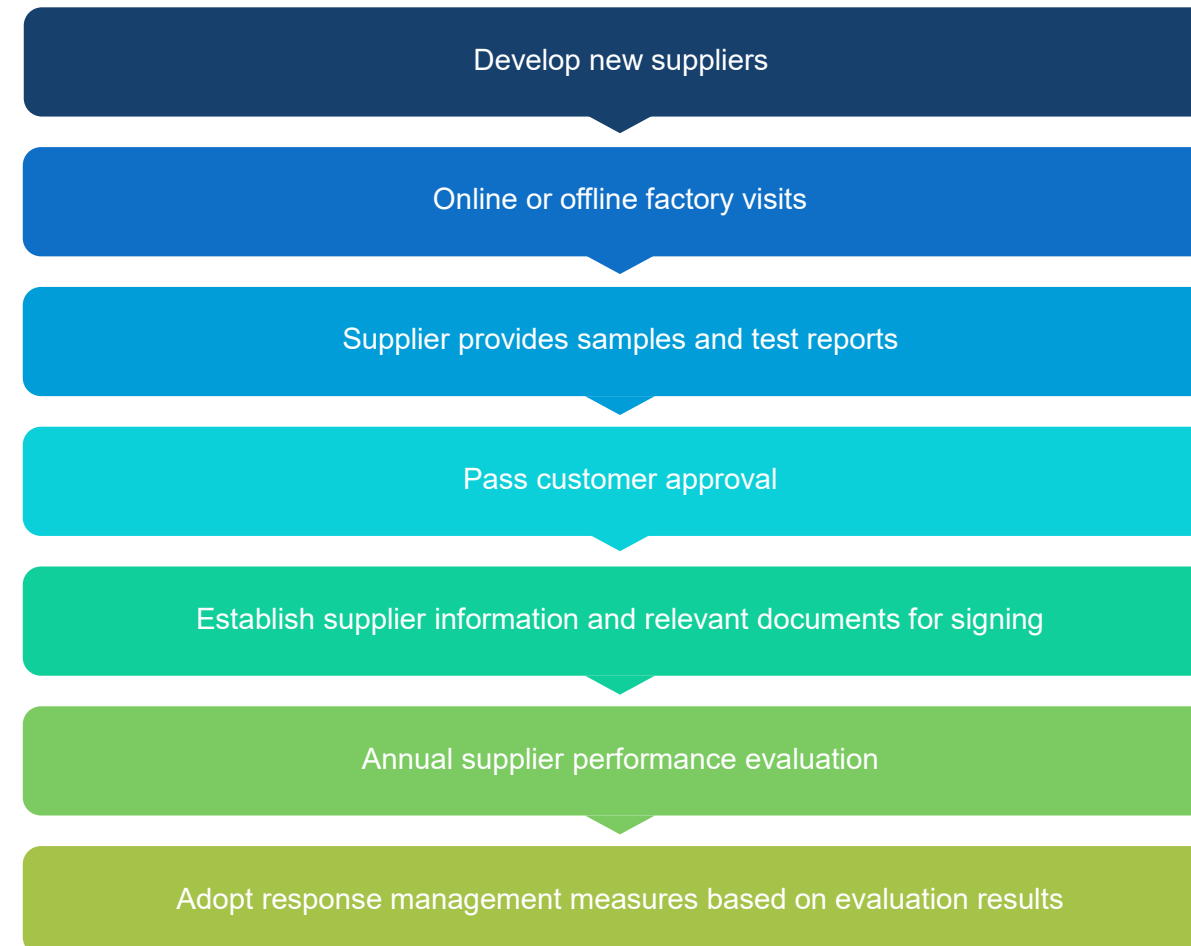 Develop new suppliers
Online or offline factory visits
Supplier provides samples and test reports
Pass customer approval
Establish supplier information and relevant documents for signing
Annual supplier performance evaluation
Adopt response management measures based on evaluation results